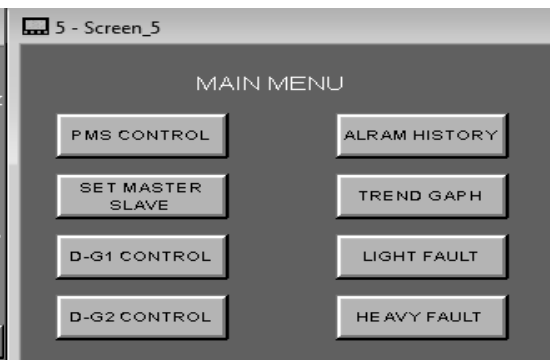 5 - Screen_5
MAIN MENU
PMS CONTROL
ALRAM HISTORY
SET MASTER
SLAVE
TREND GAPH
D-G1 CONTROL
LIGHT FAULT
D-G2 CONTROL
HEAVY FAULT